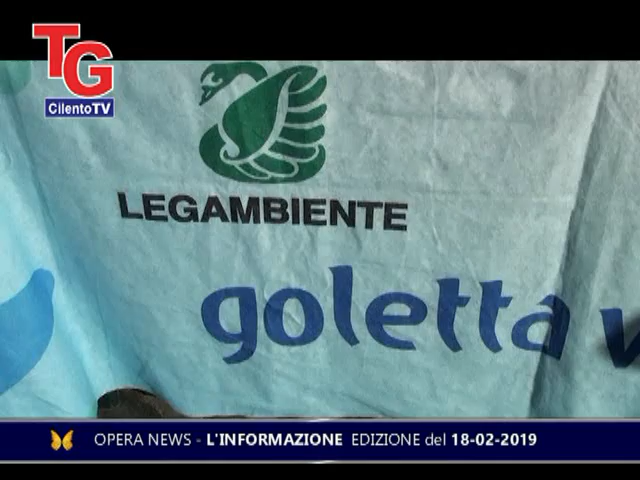 TG
CilentoTV
LEGAMBIENTE
goletta v
OPERA NEWS - L'INFORMAZIONE EDIZIONE del 18-02-2019